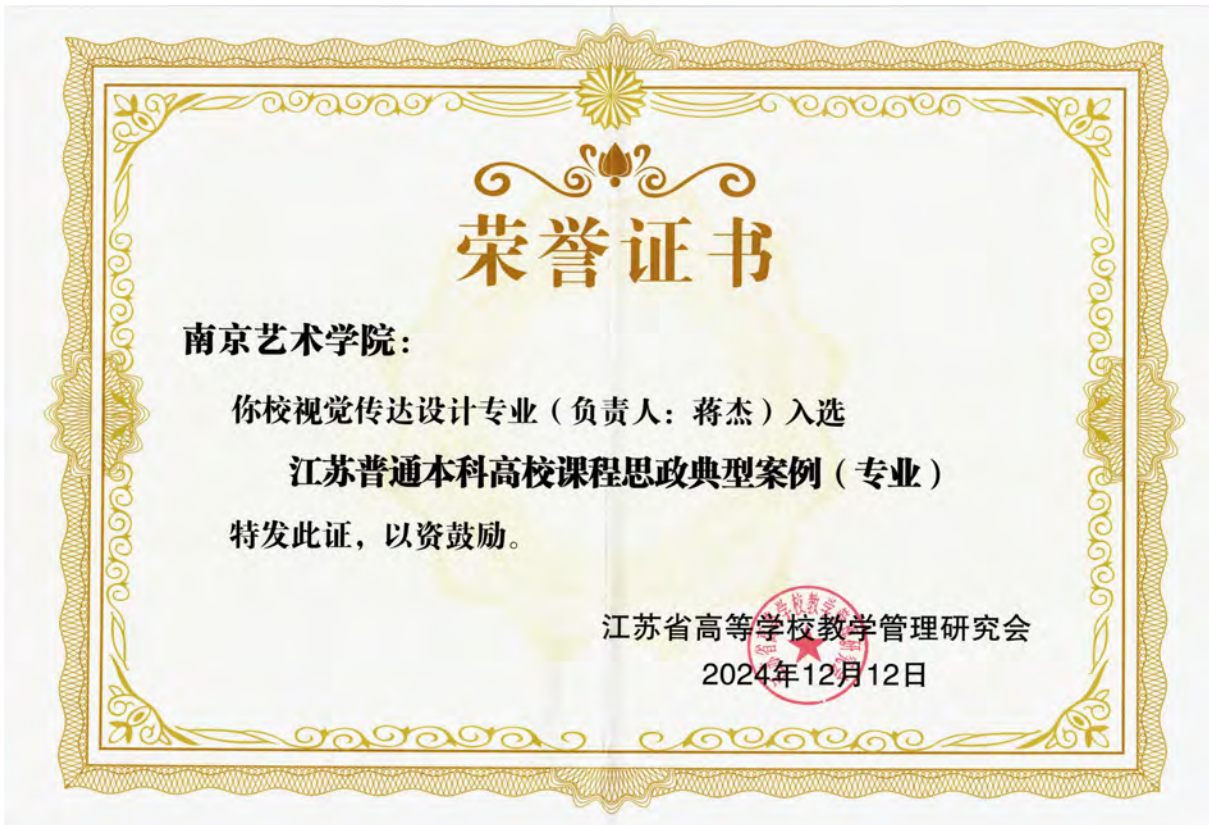 荣誉证书
南京艺术学院：
你校视觉传达设计专业（负责人：蒋杰）入选
江苏普通本科高校课程思政典型案例（专业）
特发此证，以资鼓励。
江苏省高等学校教学管理研究会
2024年12月12日